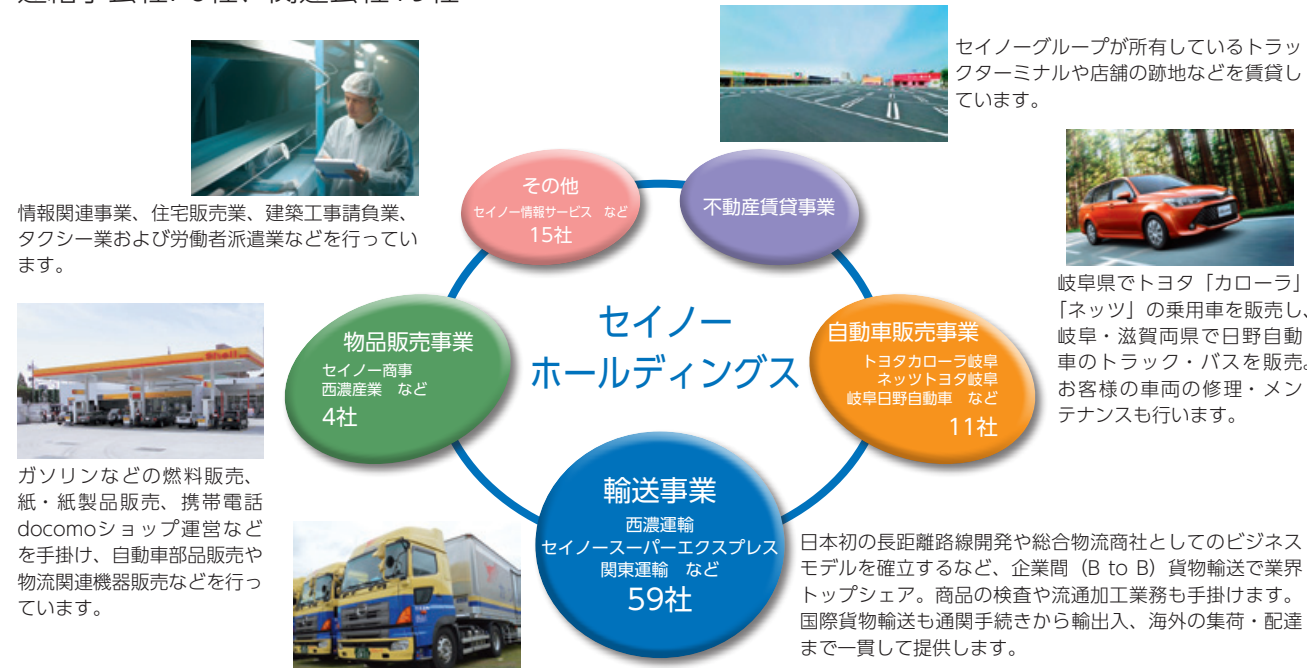 セイノーグループが所有しているトラッ
クターミナルや店舗の跡地などを賃貸し
ています。
その他
セイノー情報サービス など
15社
不動産賃貸事業
情報関連事業、住宅販売業、建築工事請負業、
タクシー業および労働者派遣業などを行ってい
ます。
岐阜県でトヨタ「カローラ」
「ネッツ」の乗用車を販売し、
岐阜・滋賀両県で日野自動
車のトラック・バスを販売。
お客様の車両の修理・メン
テナンスも行います。
セイノー
ホールディングス
物品販売事業
セイノー商事
西濃産業 など
4社
自動車販売事業
トヨタカローラ岐阜
ネッツトヨタ岐阜
岐阜日野自動車 など
11社
Shell
ガソリンなどの燃料販売、
紙・紙製品販売、携帯電話
docomoショップ運営など
を手掛け、自動車部品販売や
物流関連機器販売などを行っ
ています。
輸送事業
西濃運輸
セイノースーパーエクスプレス
関東運輸 など
59社
日本初の長距離路線開発や総合物流商社としてのビジネス
モデルを確立するなど、企業間（B to B）貨物輸送で業界
トップシェア。商品の検査や流通加工業務も手掛けます。
国際貨物輸送も通関手続きから輸出入、海外の集荷・配達
まで一貫して提供します。